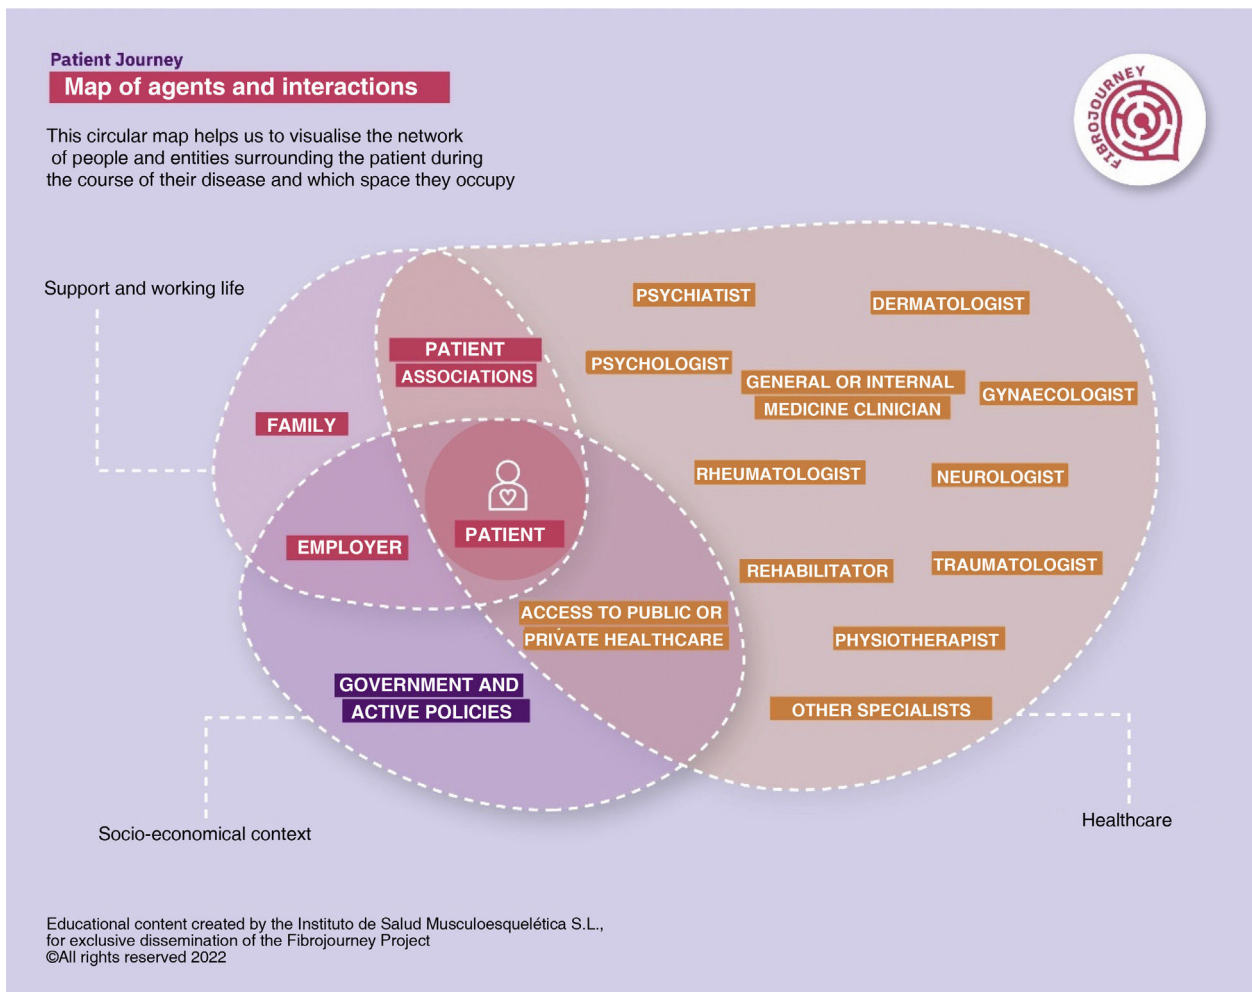 Patient Journey
Map of agents and interactions
This circular map helps us to visualise the network
of people and entities surrounding the patient during
the course of their disease and which space they occupy
FIBROJOURNEY
Support and working life
PSYCHIATIST
DERMATOLOGIST
PATIENT
ASSOCIATIONS
PSYCHOLOGIST
GENERAL OR INTERNAL
MEDICINE CLINICIAN
GYNAECOLOGIST
FAMILY
RHEUMATOLOGIST
NEUROLOGIST
PATIENT
EMPLOYER
REHABILITATOR
TRAUMATOLOGIST
ACCESS TO PUBLIC OR
PRIVATE HEALTHCARE
PHYSIOTHERAPIST
GOVERNMENT AND
ACTIVE POLICIES
OTHER SPECIALISTS
Socio-economical context
Healthcare
Educational content created by the Instituto de Salud Musculoesquelética S.L.,
for exclusive dissemination of the Fibrojourney Project
©All rights reserved 2022